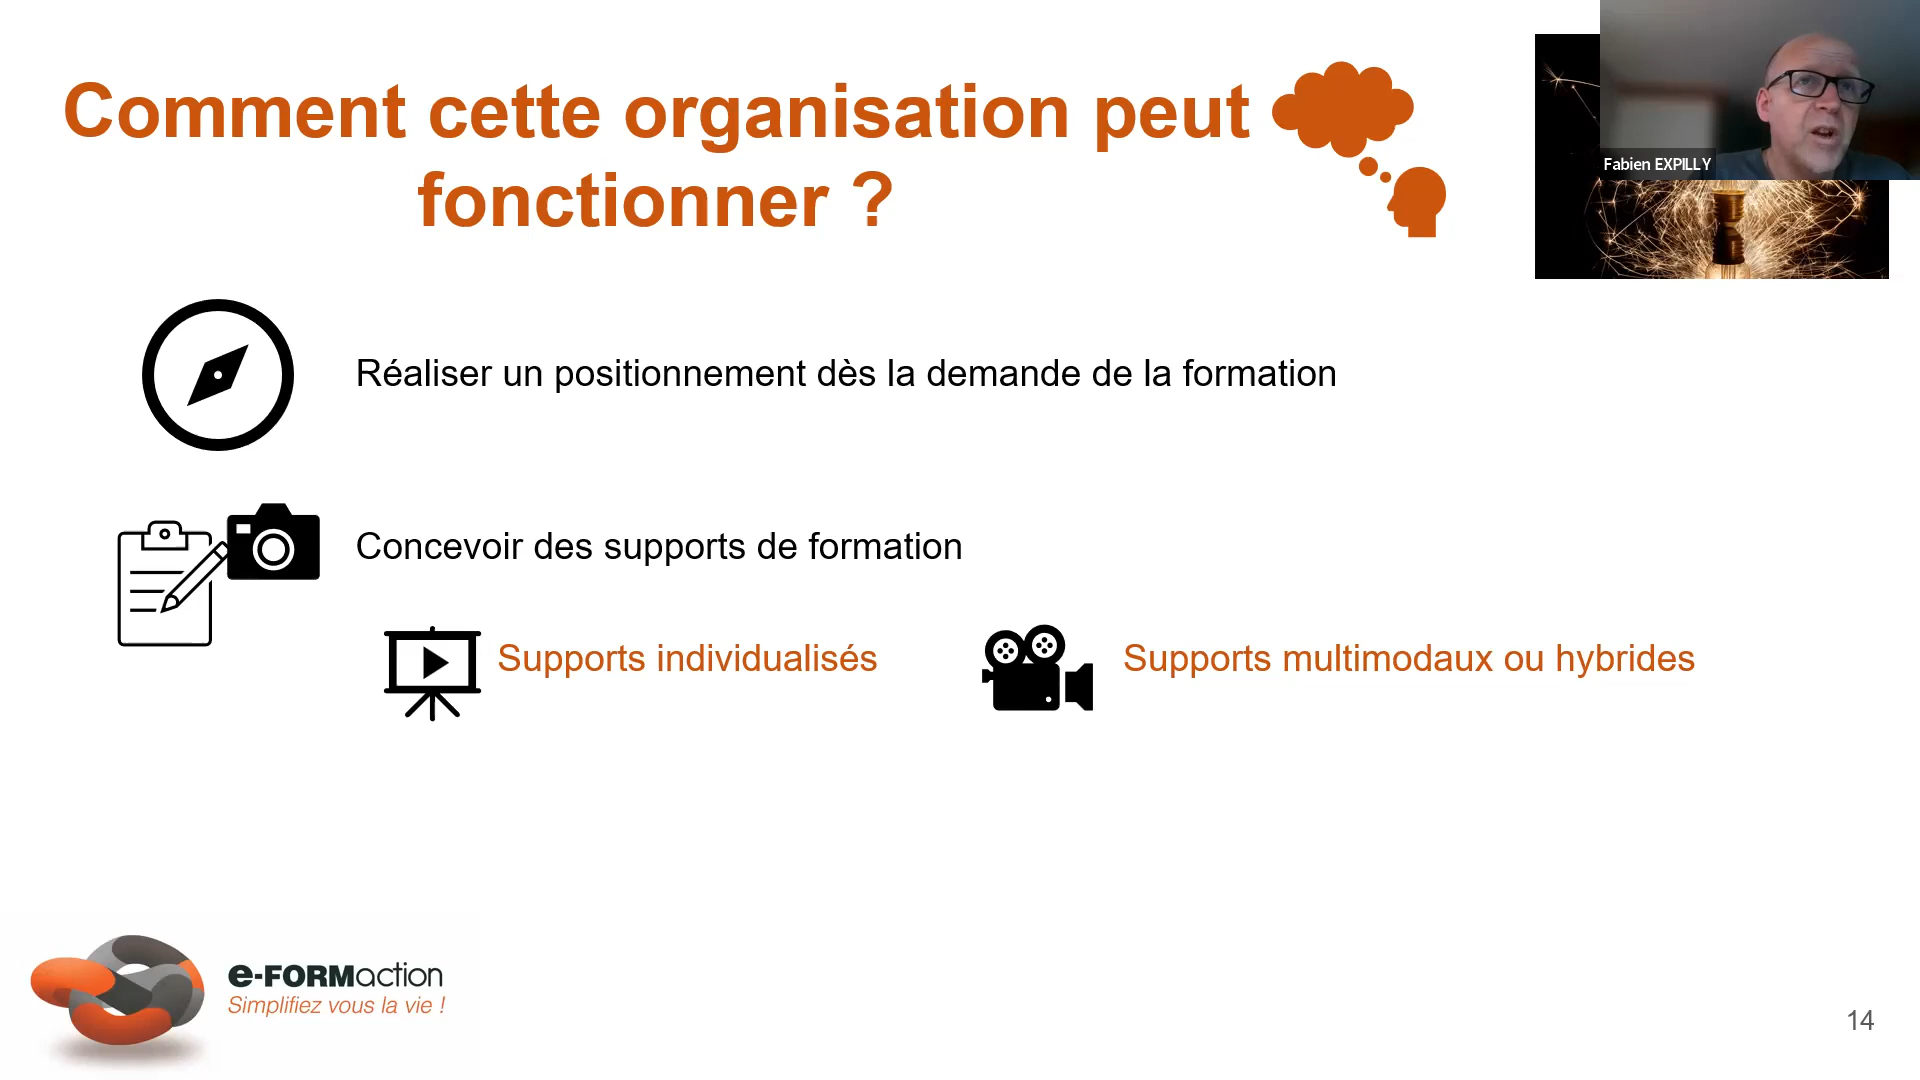 Comment cette organisation peut
fonctionner ?
Fabien EXPILLY
Réaliser un positionnement dès la demande de la formation
Concevoir des supports de formation
Supports individualisés
Supports multimodaux ou hybrides
e-FORMaction
Simplifiez vous la vie !
14